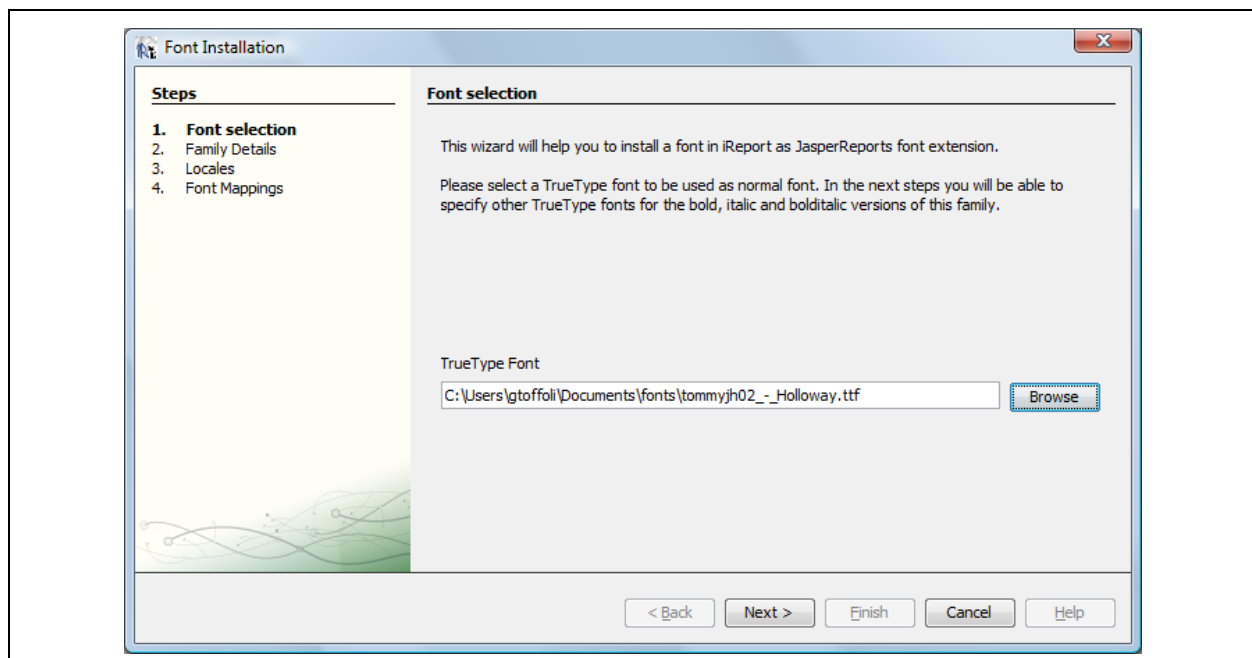 Font Installation
Steps
1. Font selection
2. Family Details
3. Locales
4. Font Mappings
Font selection
This wizard will help you to install a font in iReport as JasperReports font extension.
Please select a TrueType font to be used as normal font. In the next steps you will be able to
specify other TrueType fonts for the bold, italic and bolditalic versions of this family.
TrueType Font
C:\Users\gtoffoli\Documents\fonts\tommyjh02_-_Holloway.ttf
Browse
< Back Next > Finish Cancel Help